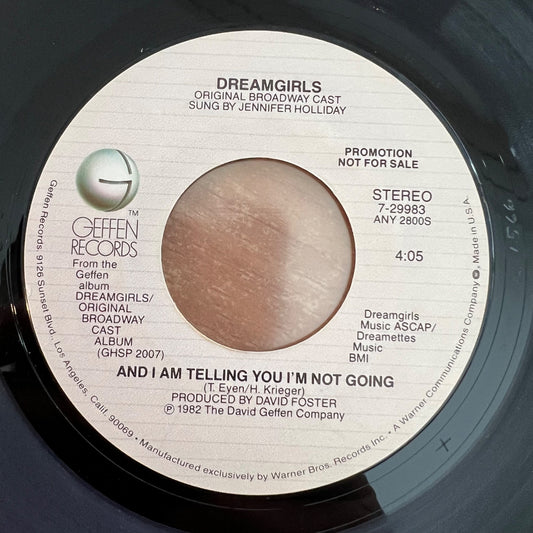 DREAMGIRLS
ORIGINAL BROADWAY CAST
SUNG BY JENNIFER HOLLIDAY
PROMOTION
NOT FOR SALE
G
™
GEFFEN
RECORDS
STEREO
7-29983
ANY 2800S
4:05
From the
Geffen
album
DREAMGIRLS/
ORIGINAL
BROADWAY
CAST
ALBUM
(GHSP 2007)
Dreamgirls
Music ASCAP/
Dreamettes
Music
BMI
AND I AM TELLING YOU I'M NOT GOING
(T. Eyen/H. Krieger)
PRODUCED BY DAVID FOSTER
℗ 1982 The David Geffen Company
Geffen Records. 9126 Sunset Blvd., Los Angeles, Calif. 90069 • Manufactured exclusively by Warner Bros. Records Inc. • A Warner Communications Company. Made in U.S.A.